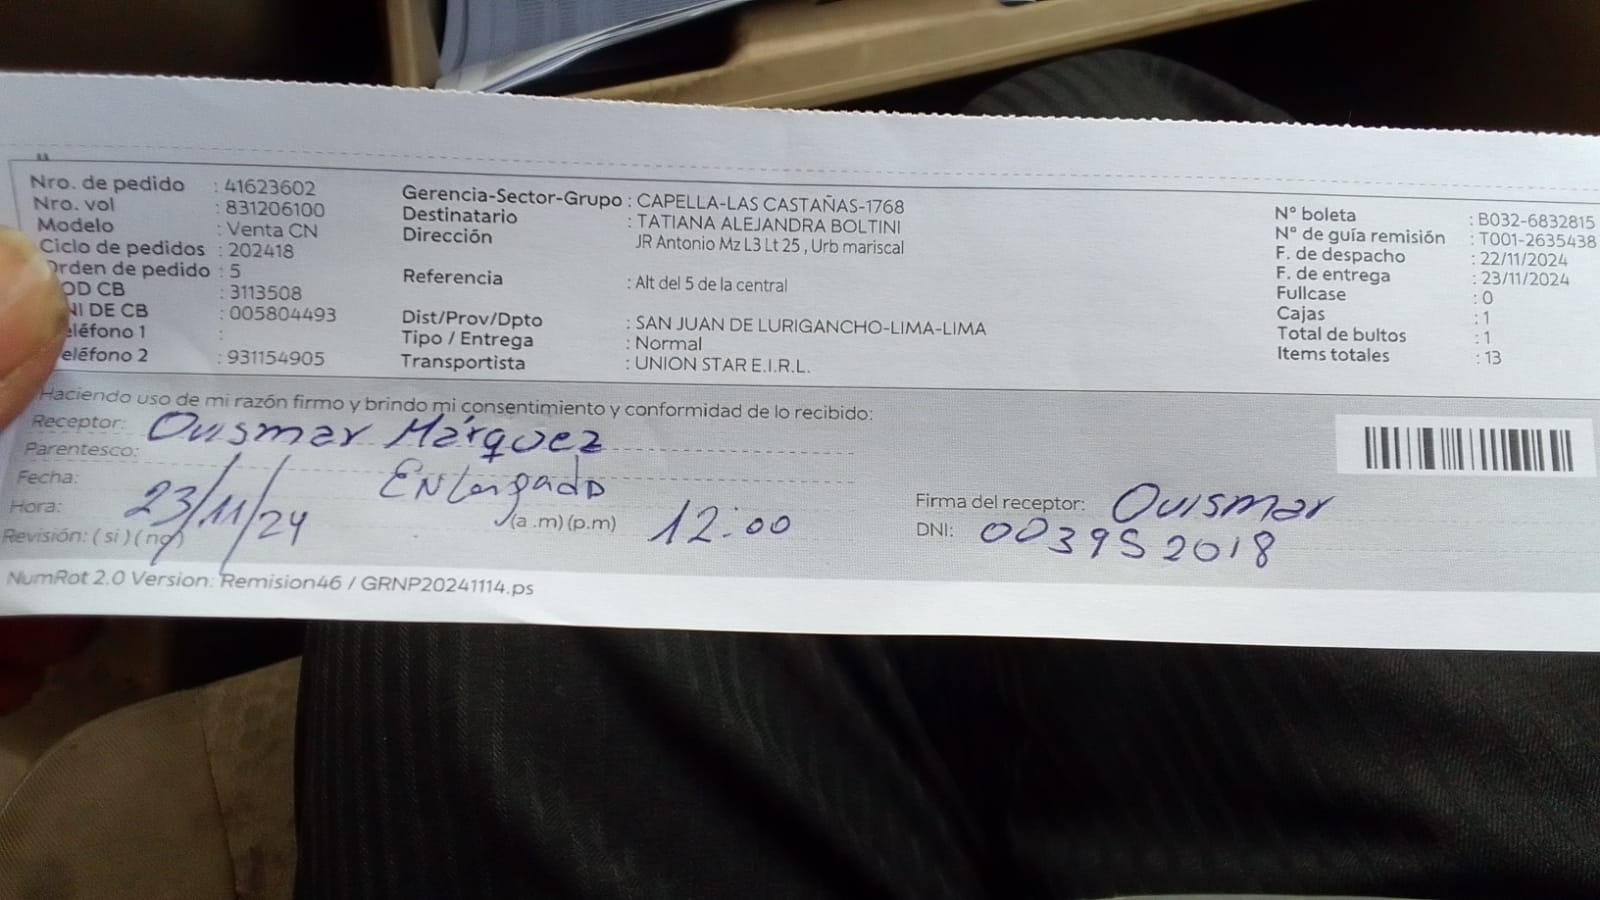 Nro. de pedido : 41623602
Nro. vol : 831206100
Modelo : Venta CN
Ciclo de pedidos : 202418
Orden de pedido : 5
OD CB : 3113508
NI DE CB : 005804493
eléfono 1 :
eléfono 2 : 931154905
Gerencia-Sector-Grupo : CAPELLA-LAS CASTAÑAS-1768
Destinatario : TATIANA ALEJANDRA BOLTINI
Dirección JR Antonio Mz L3 Lt 25 , Urb mariscal
Referencia : Alt del 5 de la central
Dist/Prov/Dpto : SAN JUAN DE LURIGANCHO-LIMA-LIMA
Tipo / Entrega : Normal
Transportista : UNION STAR E.I.R.L.
N° boleta : B032-6832815
N° de guía remisión : T001-2635438
F. de despacho : 22/11/2024
F. de entrega : 23/11/2024
Fullcase : 0
Cajas : 1
Total de bultos : 1
Items totales : 13
Haciendo uso de mi razón firmo y brindo mi consentimiento y conformidad de lo recibido:
Receptor: Ouismar Márquez
Parentesco:
Encargado
Fecha: 23/11/24
Hora: (a .m) (p.m) 12:00
Revisión: ( si ) ( no)
Firma del receptor: Ouismar
DNI: 003952018
NumRot 2.0 Version: Remision46 / GRNP20241114.ps